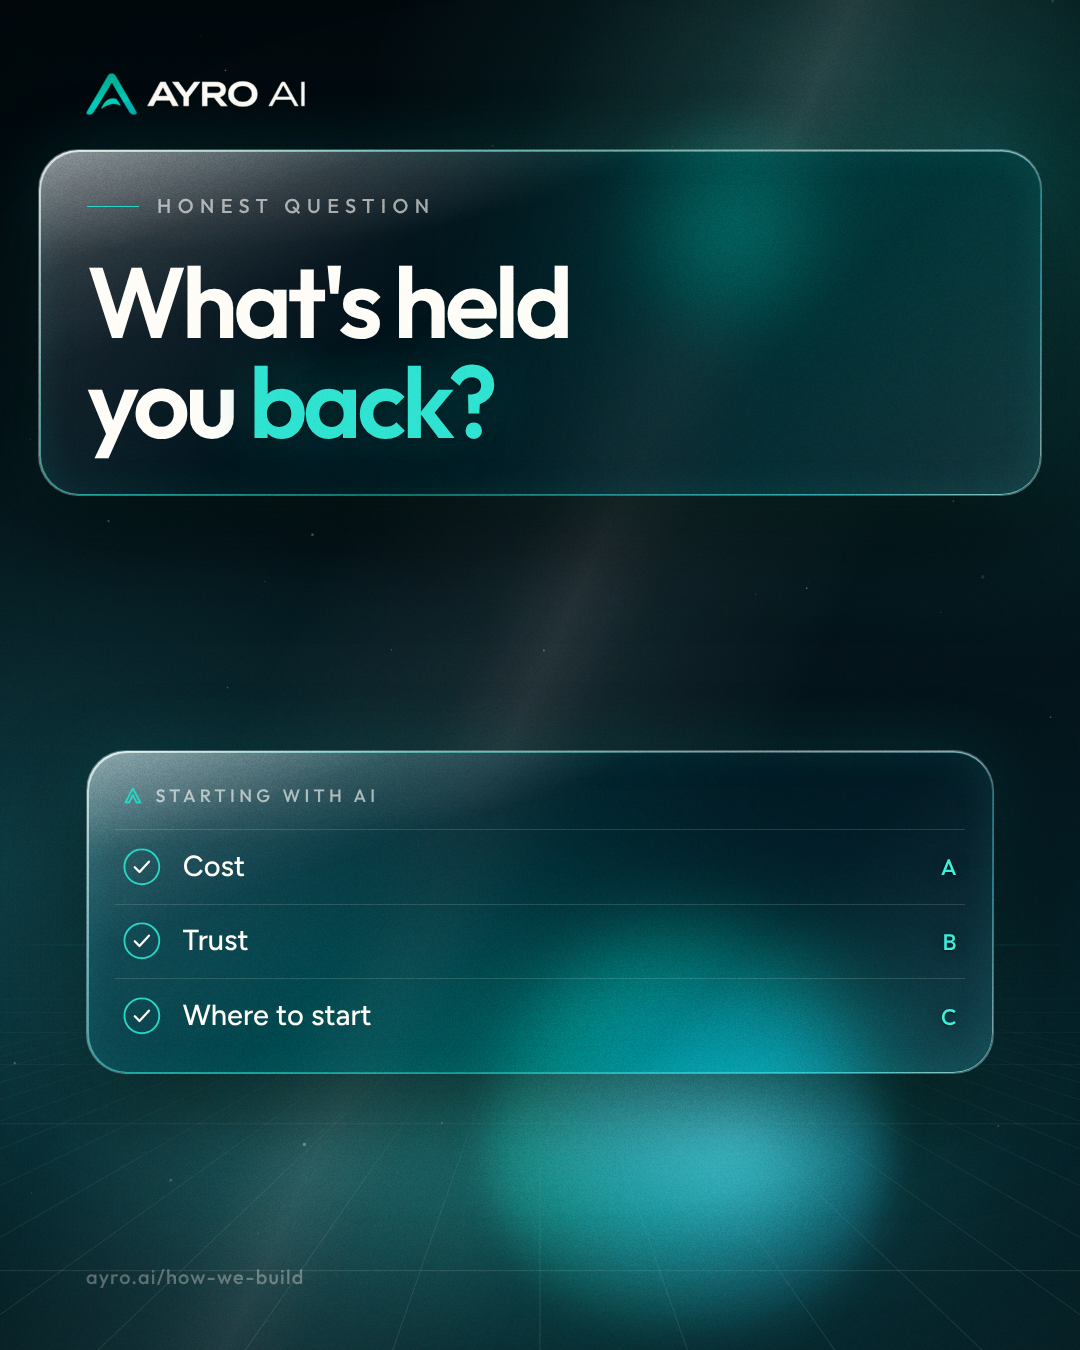 AYRO AI
HONEST QUESTION
What's held
you back?
STARTING WITH AI
Cost A
Trust B
Where to start C
ayro.ai/how-we-build